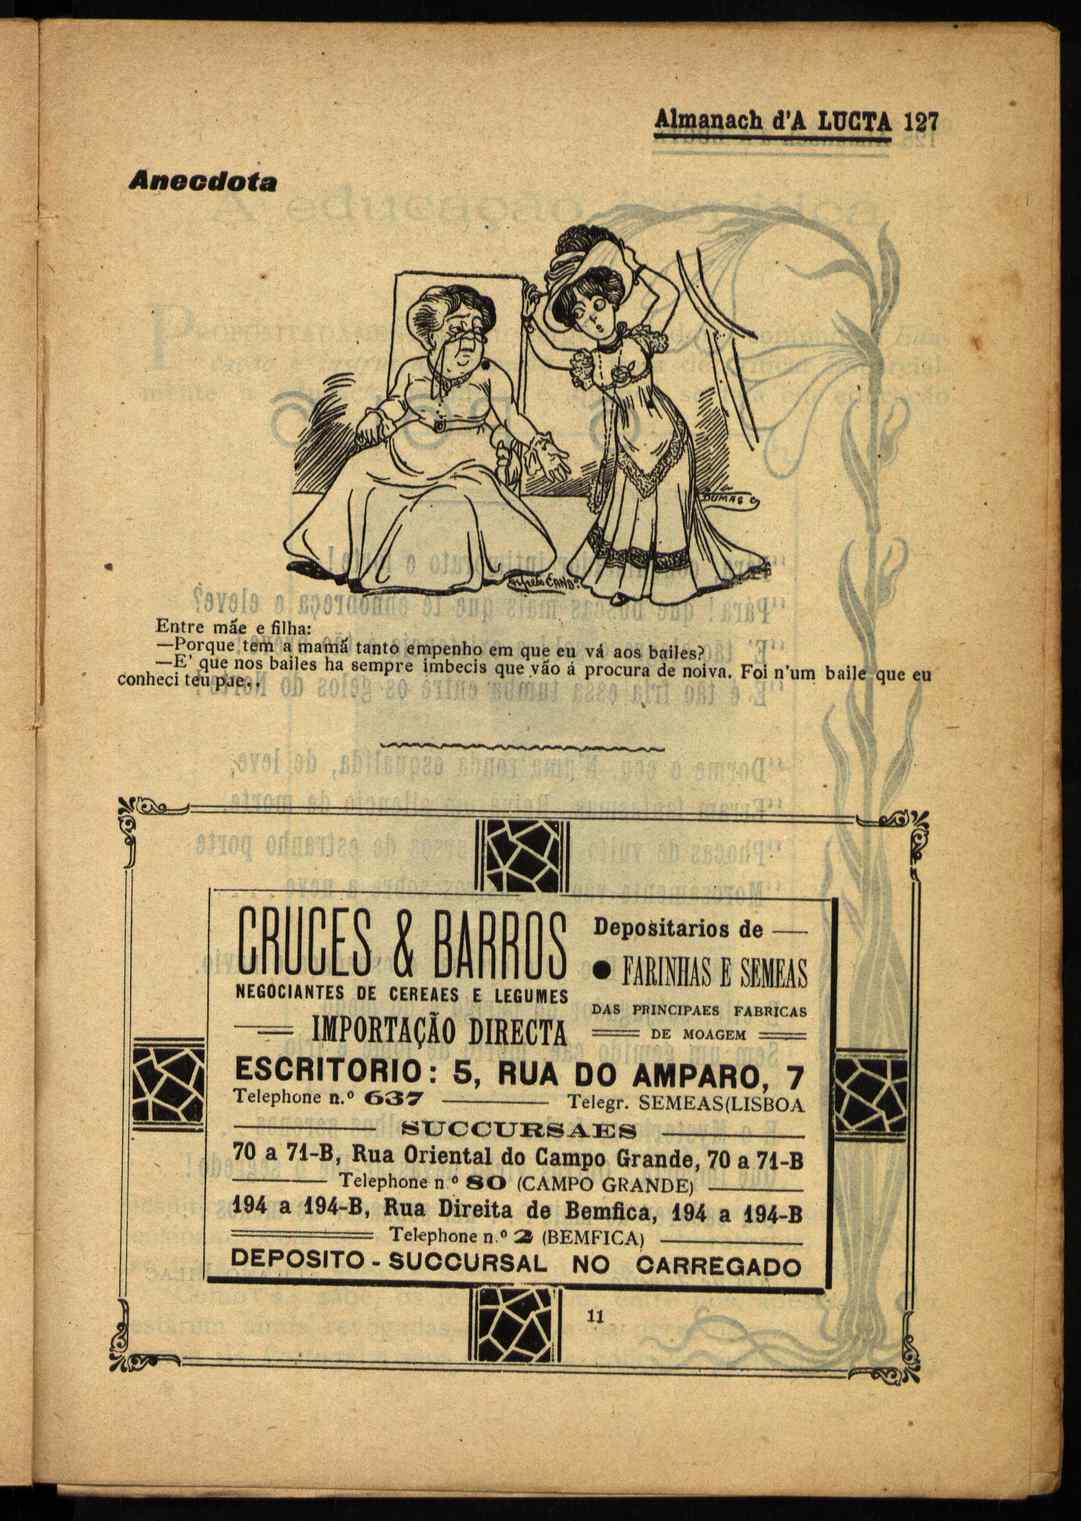 Almanach d'A LUCTA 127
Anecdota
DUMAS
Entre mãe e filha:
—Porque tem a mamã tanto empenho em que eu vá aos bailes?
—E' que nos bailes ha sempre imbecis que vão á procura de noiva. Foi n'um baile que eu
conheci teu pae...
CRUCES & BARROS
NEGOCIANTES DE CEREAES E LEGUMES
IMPORTAÇÃO DIRECTA
Depositarios de
FARINHAS E SEMEAS
DAS PRINCIPAES FABRICAS
DE MOAGEM
ESCRITORIO: 5, RUA DO AMPARO, 7
Telephone n.º 637 Telegr. SEMEAS(LISBOA
SUCCURSAES
70 a 71-B, Rua Oriental do Campo Grande, 70 a 71-B
Telephone n.º 80 (CAMPO GRANDE)
194 a 194-B, Rua Direita de Bemfica, 194 a 194-B
Telephone n.º 2 (BEMFICA)
DEPOSITO - SUCCURSAL NO CARREGADO
11